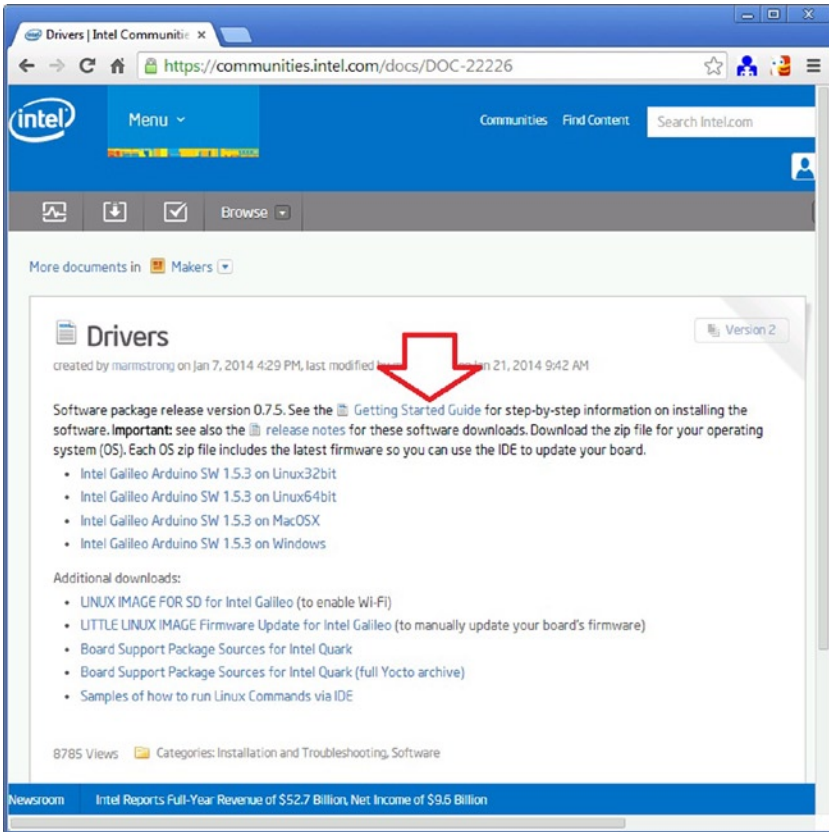 Drivers | Intel Communitie
https://communities.intel.com/docs/DOC-22226
intel
Menu
Communities Find Content Search Intel.com
Browse
More documents in Makers
Drivers
Version 2
created by marmstrong on Jan 7, 2014 4:29 PM, last modified Jan 21, 2014 9:42 AM
Software package release version 0.7.5. See the Getting Started Guide for step-by-step information on installing the
software. Important: see also the release notes for these software downloads. Download the zip file for your operating
system (OS). Each OS zip file includes the latest firmware so you can use the IDE to update your board.
• Intel Galileo Arduino SW 1.5.3 on Linux32bit
• Intel Galileo Arduino SW 1.5.3 on Linux64bit
• Intel Galileo Arduino SW 1.5.3 on MacOSX
• Intel Galileo Arduino SW 1.5.3 on Windows
Additional downloads:
• LINUX IMAGE FOR SD for Intel Galileo (to enable Wi-Fi)
• LITTLE LINUX IMAGE Firmware Update for Intel Galileo (to manually update your board's firmware)
• Board Support Package Sources for Intel Quark
• Board Support Package Sources for Intel Quark (full Yocto archive)
• Samples of how to run Linux Commands via IDE
8785 Views Categories: Installation and Troubleshooting, Software
Newsroom Intel Reports Full-Year Revenue of $52.7 Billion, Net Income of $9.6 Billion